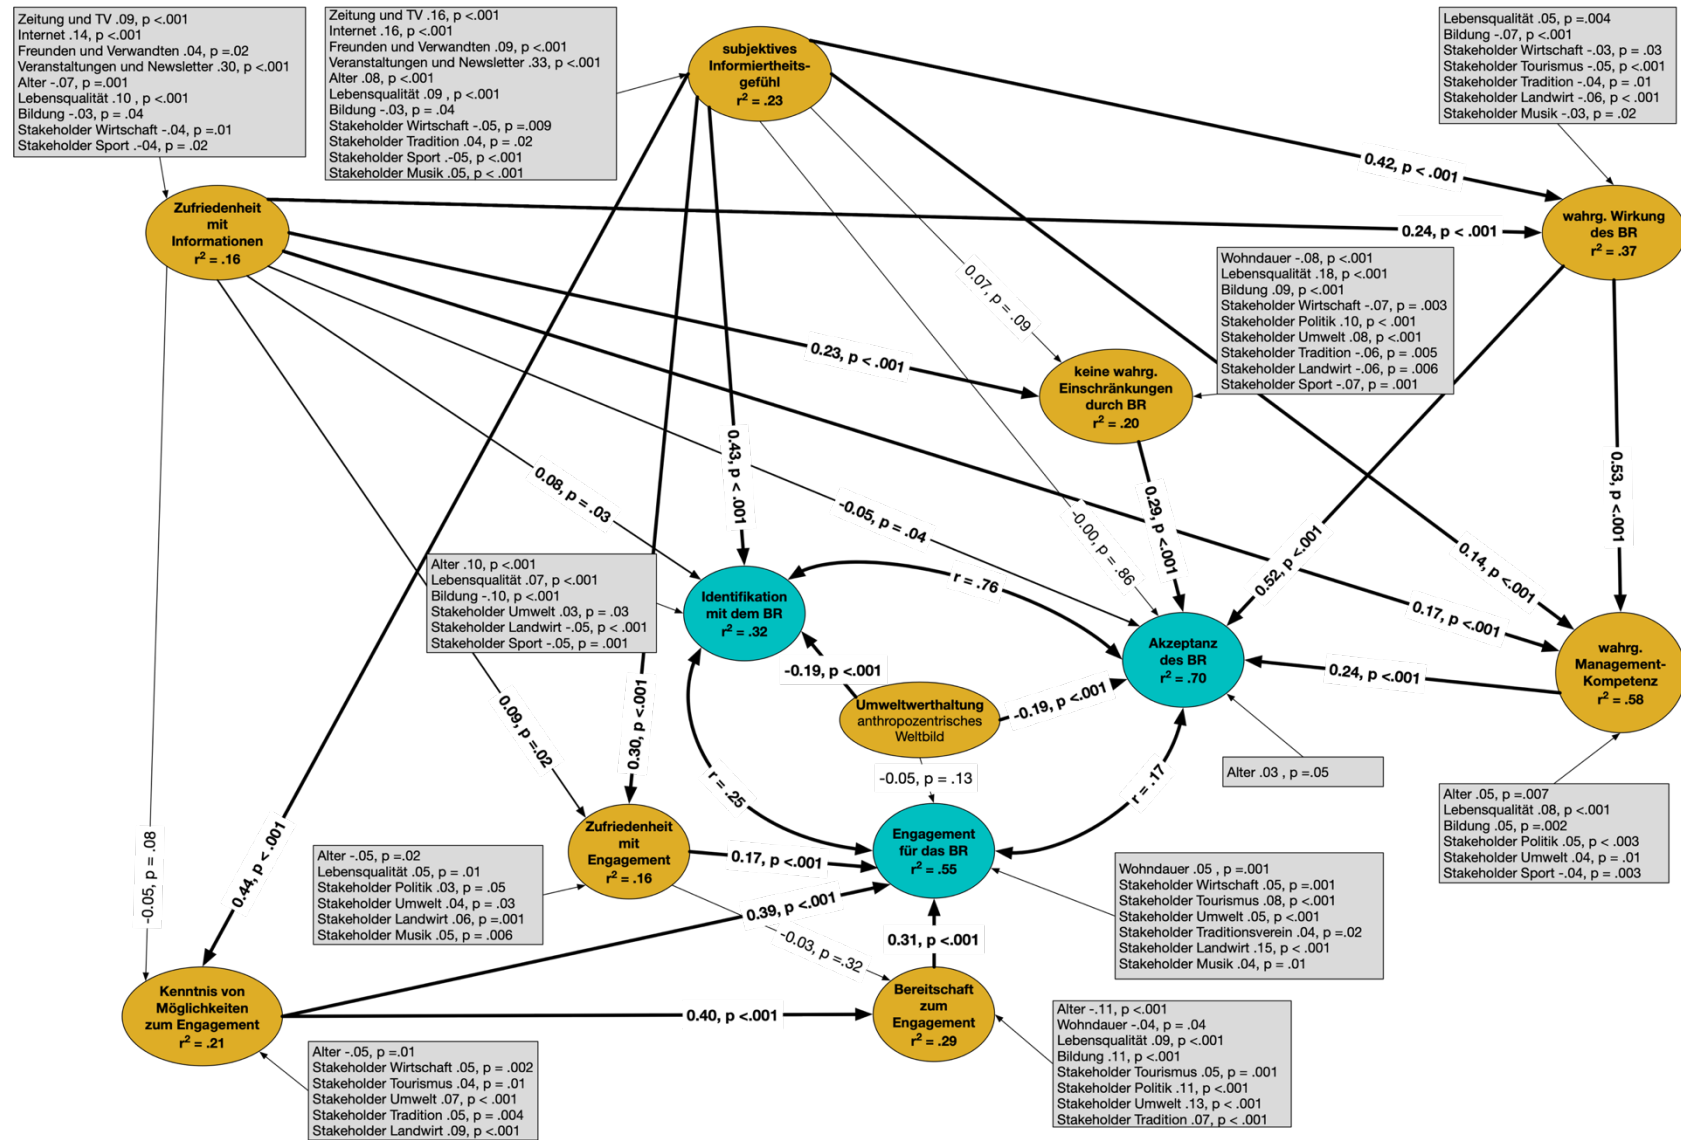 Zeitung und TV .09, p <.001
Internet .14, p <.001
Freunden und Verwandten .04, p =.02
Veranstaltungen und Newsletter .30, p <.001
Alter -.07, p =.001
Lebensqualität .10 , p <.001
Bildung -.03, p = .04
Stakeholder Wirtschaft -.04, p =.01
Stakeholder Sport .-04, p = .02
Zeitung und TV .16, p <.001
Internet .16, p <.001
Freunden und Verwandten .09, p <.001
Veranstaltungen und Newsletter .33, p <.001
Alter .08, p <.001
Lebensqualität .09 , p <.001
Bildung -.03, p = .04
Stakeholder Wirtschaft -.05, p =.009
Stakeholder Tradition .04, p = .02
Stakeholder Sport .-05, p <.001
Stakeholder Musik .05, p <.001
subjektives
Informiertheits-
gefühl
r² = .23
Lebensqualität .05, p =.004
Bildung -.07, p <.001
Stakeholder Wirtschaft -.03, p = .03
Stakeholder Tourismus -.05, p <.001
Stakeholder Tradition -.04, p = .01
Stakeholder Landwirt -.06, p < .001
Stakeholder Musik -.03, p = .02
0.42, p < .001
Zufriedenheit
mit
Informationen
r² = .16
0.24, p < .001
wahrg. Wirkung
des BR
r² = .37
Wohndauer -.08, p <.001
Lebensqualität .18, p <.001
Bildung .09, p <.001
Stakeholder Wirtschaft -.07, p = .003
Stakeholder Politik .10, p < .001
Stakeholder Umwelt .08, p <.001
Stakeholder Tradition -.06, p = .005
Stakeholder Landwirt -.06, p = .006
Stakeholder Sport -.07, p = .001
0.07, p = .09
0.23, p < .001
keine wahrg.
Einschränkungen
durch BR
r² = .20
0.43, p < .001
0.08, p = .03
-0.05, p = .04
-0.00, p = .86
0.29, p <.001
0.52, p <.001
0.53, p <.001
0.14, p <.001
0.17, p <.001
Alter .10, p <.001
Lebensqualität .07, p <.001
Bildung -.10, p <.001
Stakeholder Umwelt .03, p = .03
Stakeholder Landwirt -.05, p < .001
Stakeholder Sport -.05, p = .001
Identifikation
mit dem BR
r² = .32
r = .76
Akzeptanz
des BR
r² = .70
wahrg.
Management-
Kompetenz
r² = .58
0.24, p <.001
-0.19, p <.001
Umweltwerthaltung
anthropozentrisches
Weltbild
-0.19, p <.001
0.09, p =.02
0.30, p <.001
r = .25
-0.05, p = .13
r = .17
Alter .03 , p =.05
Alter .05, p =.007
Lebensqualität .08, p <.001
Bildung .05, p =.002
Stakeholder Politik .05, p < .003
Stakeholder Umwelt .04, p = .01
Stakeholder Sport -.04, p = .003
-0.05, p = .08
0.44, p < .001
Zufriedenheit
mit
Engagement
r² = .16
0.17, p <.001
Engagement
für das BR
r² = .55
Alter -.05, p =.02
Lebensqualität .05, p = .01
Stakeholder Politik .03, p = .05
Stakeholder Umwelt .04, p = .03
Stakeholder Landwirt .06, p =.001
Stakeholder Musik .05, p = .006
Wohndauer .05 , p =.001
Stakeholder Wirtschaft .05, p = .001
Stakeholder Tourismus .08, p <.001
Stakeholder Umwelt .05, p <.001
Stakeholder Traditionsverein .04, p =.02
Stakeholder Landwirt .15, p < .001
Stakeholder Musik .04, p = .01
0.39, p <.001
-0.03, p =.32
0.31, p <.001
Kenntnis von
Möglichkeiten
zum Engagement
r² = .21
0.40, p <.001
Bereitschaft
zum
Engagement
r² = .29
Alter -.05, p =.01
Stakeholder Wirtschaft .05, p = .002
Stakeholder Tourismus .04, p = .01
Stakeholder Umwelt .07, p < .001
Stakeholder Tradition .05, p = .004
Stakeholder Landwirt .09, p <.001
Alter -.11, p <.001
Wohndauer -.04, p = .04
Lebensqualität .09, p <.001
Bildung .11, p <.001
Stakeholder Tourismus .05, p = .001
Stakeholder Politik .11, p <.001
Stakeholder Umwelt .13, p < .001
Stakeholder Tradition .07, p < .001